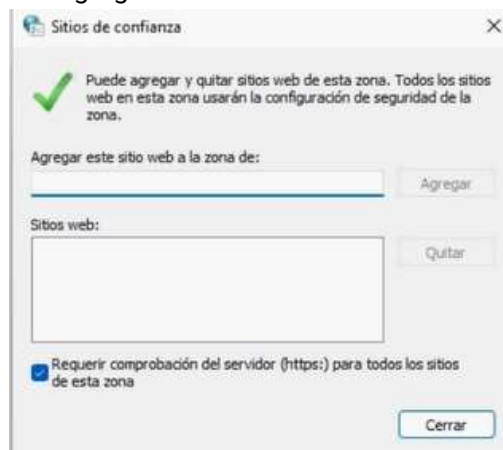 Sitios de confianza
Puede agregar y quitar sitios web de esta zona. Todos los sitios
web en esta zona usarán la configuración de seguridad de la
zona.
Agregar este sitio web a la zona de:
Agregar
Sitios web:
Quitar
Requerir comprobación del servidor (https:) para todos los sitios
de esta zona
Cerrar